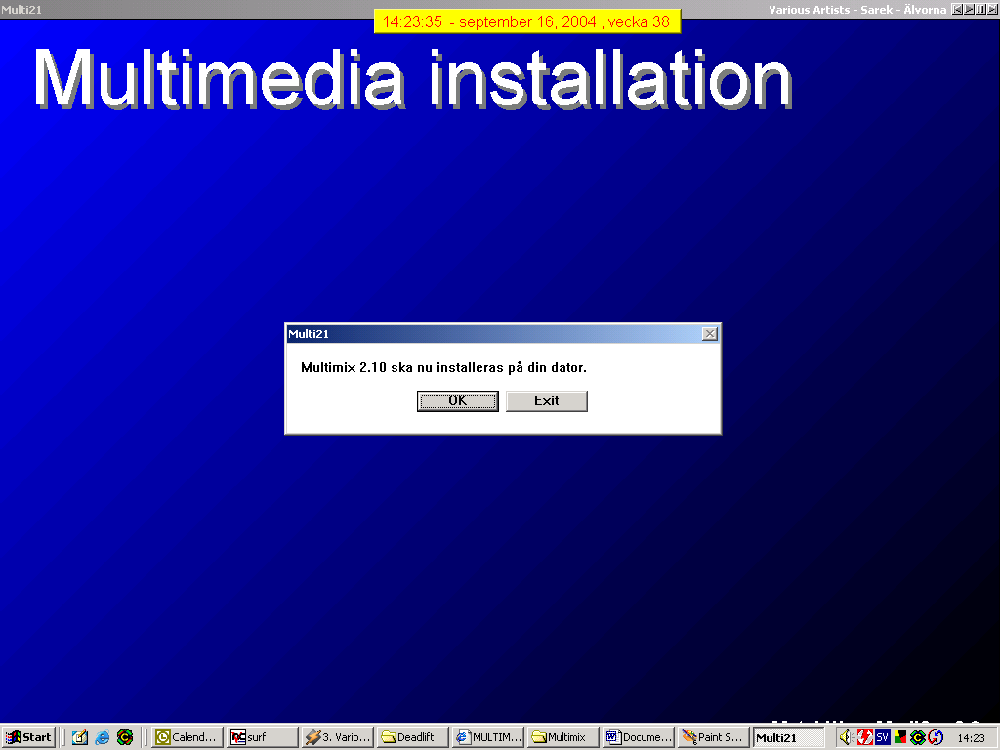 Multi21
Various Artists - Sarek - Älvorna
14:23:35 - september 16, 2004 , vecka 38
Multimedia installation
Multi21
Multimix 2.10 ska nu installeras på din dator.
OK
Exit
Start
Calend...
surf
3. Vario...
Deadlift
MULTIM...
Multimix
Docume...
Paint S...
Multi21
SV
14:23